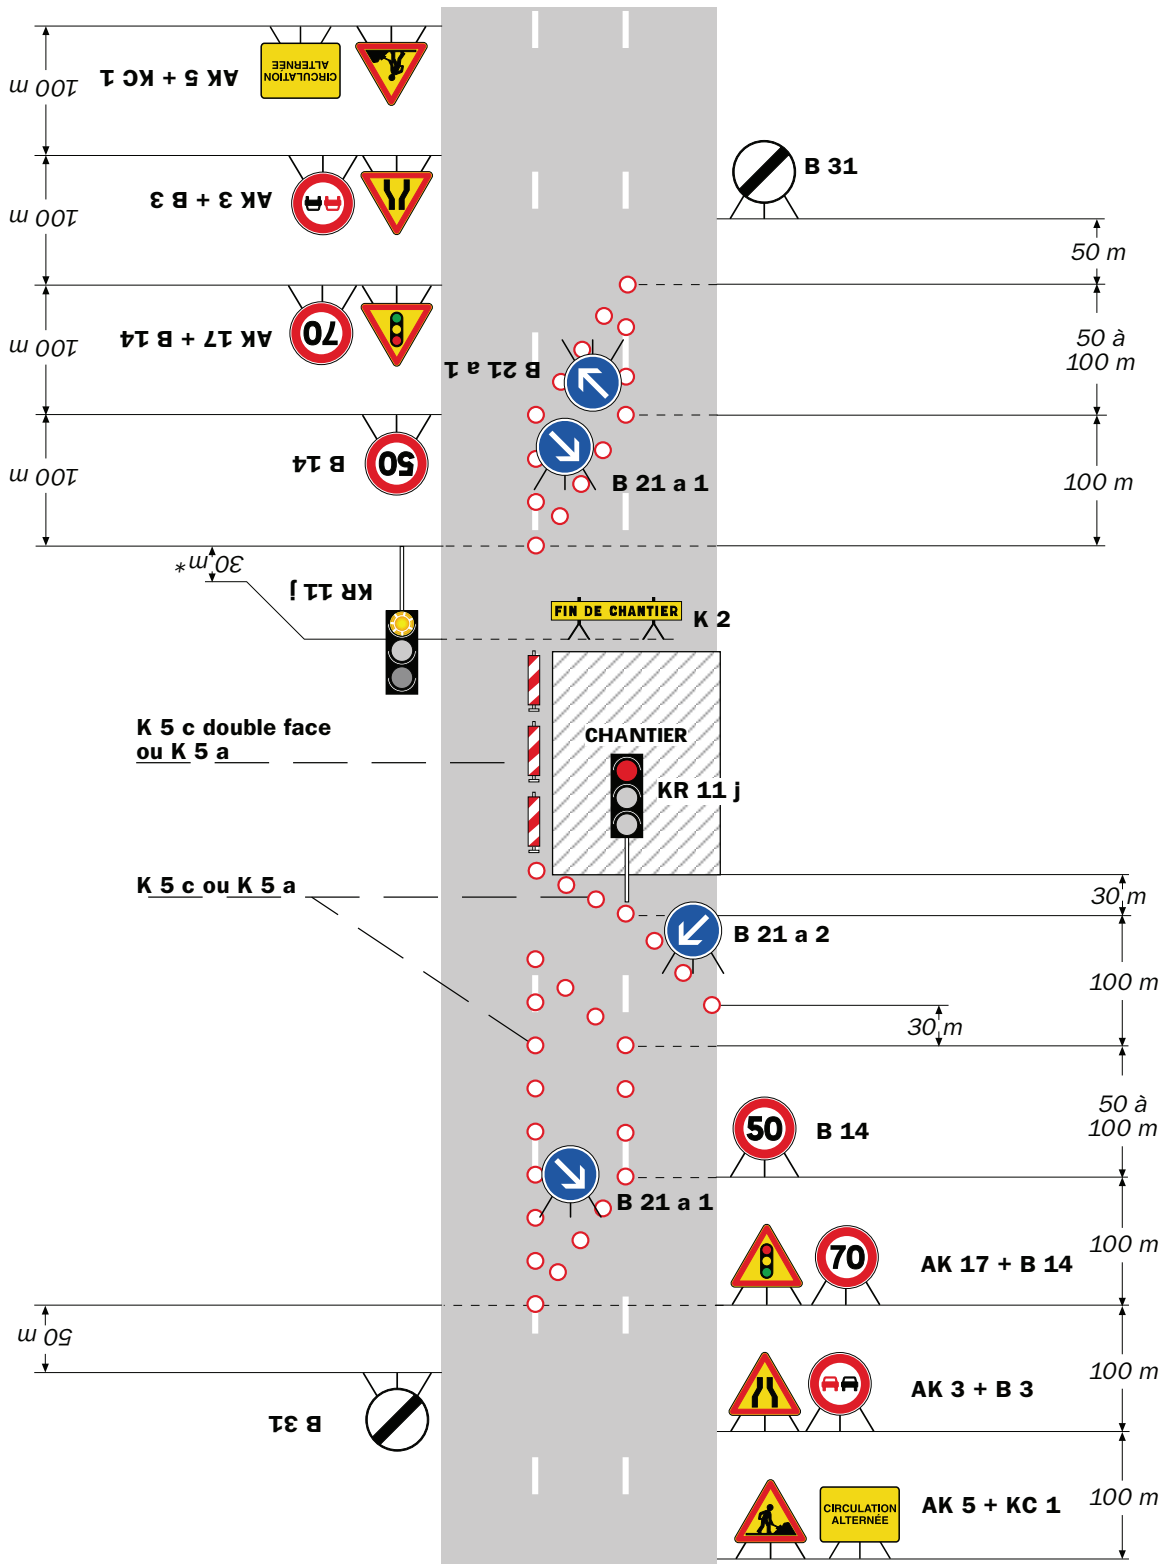 100 m
CIRCULATION
ALTERNÉE
AK 5 + KC 1
100 m
AK 3 + B 3
B 31
50 m
100 m
70
AK 17 + B 14
B 21 a 1
50 à
100 m
100 m
50
B 14
B 21 a 1
100 m
30 m*
KR 11 j
FIN DE CHANTIER
K 2
K 5 c double face
ou K 5 a
CHANTIER
KR 11 j
K 5 c ou K 5 a
30 m
B 21 a 2
100 m
30 m
50
B 14
50 à
100 m
B 21 a 1
70
AK 17 + B 14
100 m
50 m
B 31
AK 3 + B 3
100 m
CIRCULATION
ALTERNÉE
AK 5 + KC 1
100 m